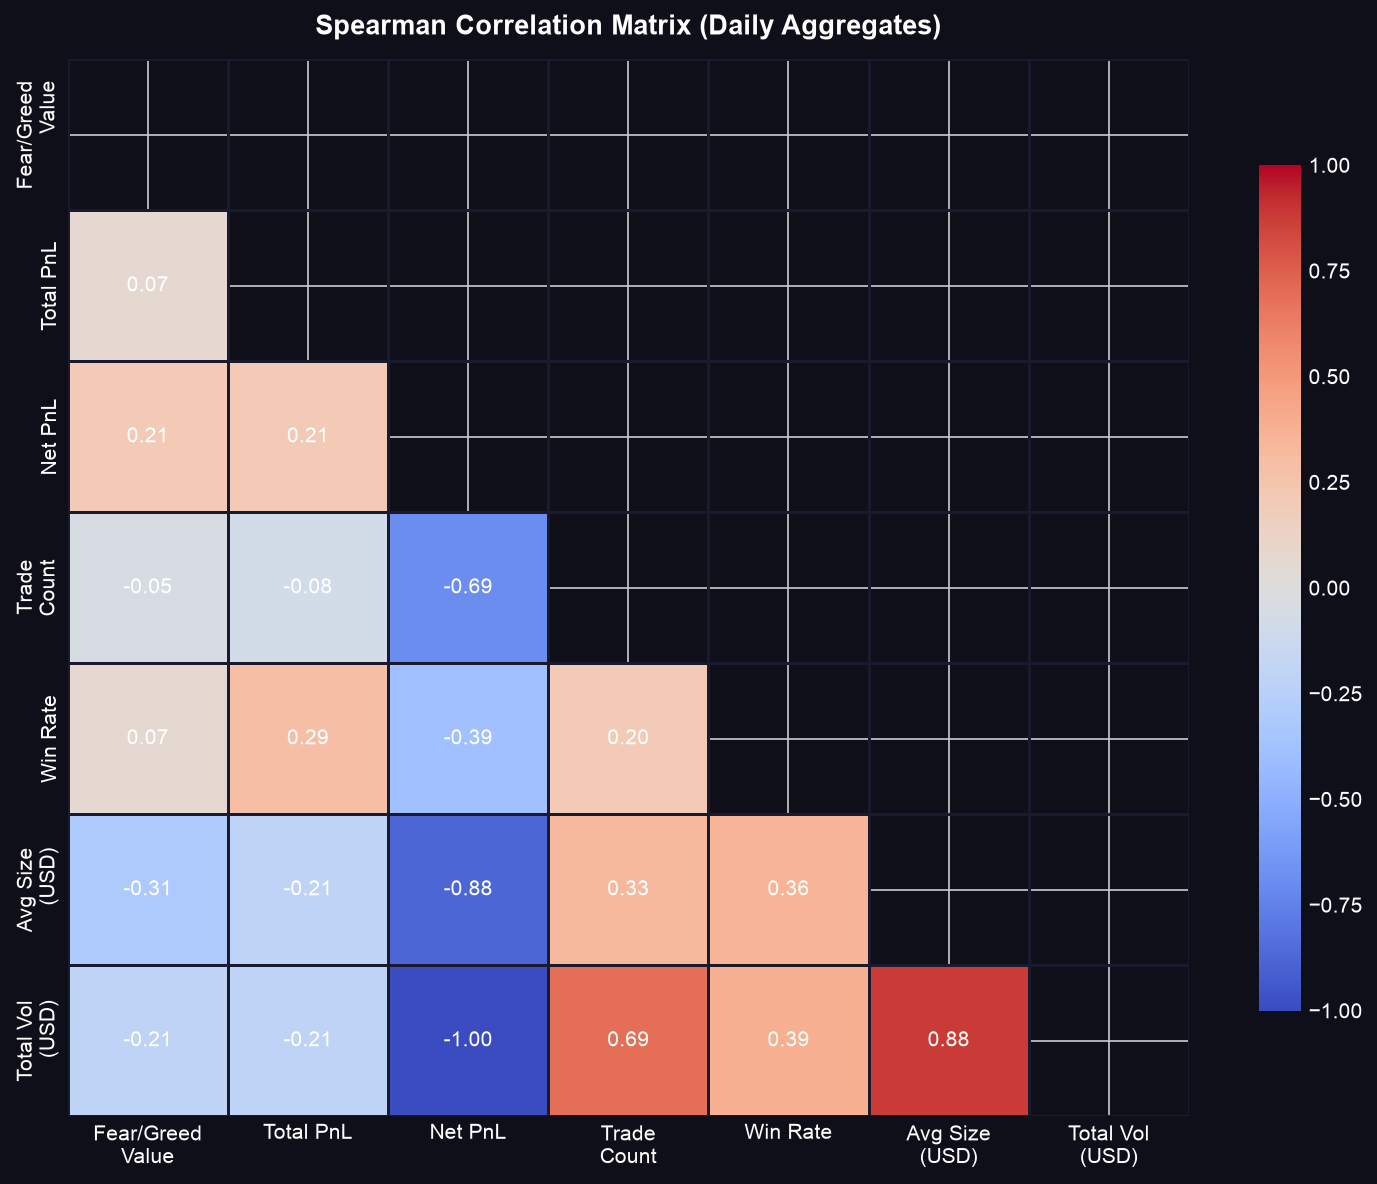 Spearman Correlation Matrix (Daily Aggregates)
Fear/Greed
Value
Total PnL
0.07
Net PnL
0.21 0.21
Trade
Count
-0.05 -0.08 -0.69
Win Rate
0.07 0.29 -0.39 0.20
Avg Size
(USD)
-0.31 -0.21 -0.88 0.33 0.36
Total Vol
(USD)
-0.21 -0.21 -1.00 0.69 0.39 0.88
Fear/Greed
Value
Total PnL
Net PnL
Trade
Count
Win Rate
Avg Size
(USD)
Total Vol
(USD)
1.00
0.75
0.50
0.25
0.00
−0.25
−0.50
−0.75
−1.00